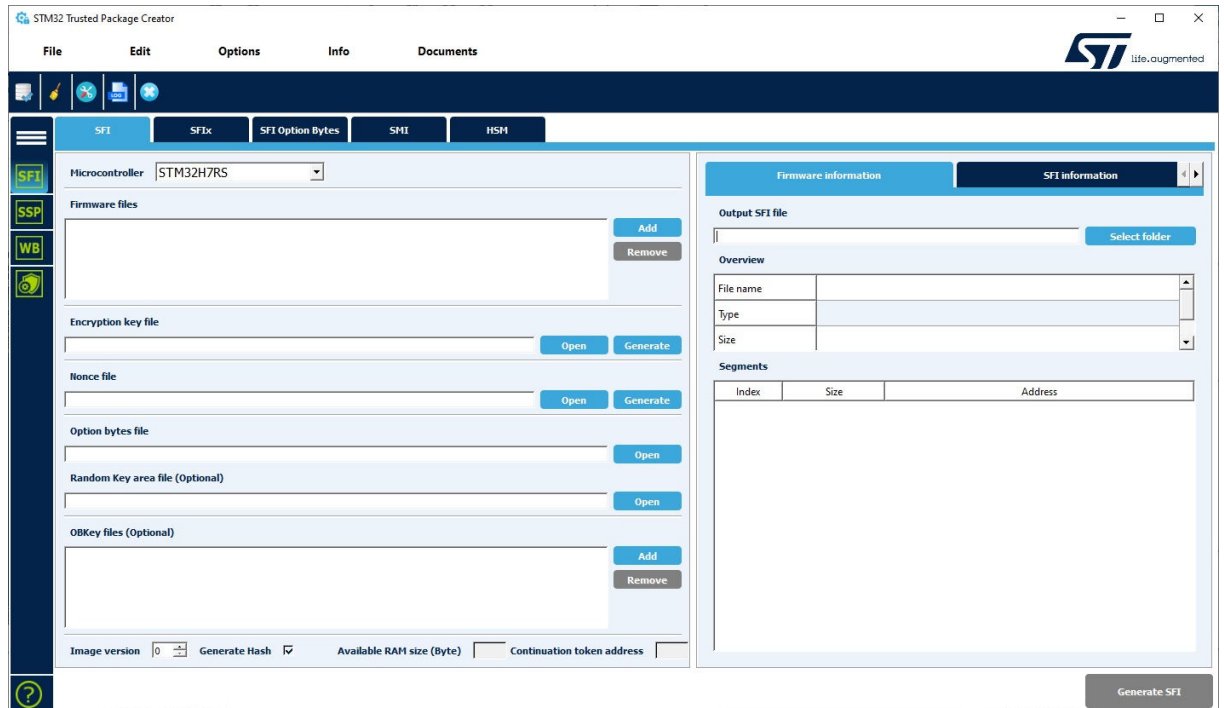 STM32 Trusted Package Creator
File Edit Options Info Documents
ST life.augmented
LOG
SFI SFIx SFI Option Bytes SMI HSM
SFI
SSP
WB
Microcontroller STM32H7RS
Firmware files
Add
Remove
Encryption key file
Open Generate
Nonce file
Open Generate
Option bytes file
Open
Random Key area file (Optional)
Open
OBKey files (Optional)
Add
Remove
Image version 0 Generate Hash Available RAM size (Byte) Continuation token address
Firmware information SFI information
Output SFI file
Select folder
Overview
File name
Type
Size
Segments
Index Size Address
?
Generate SFI